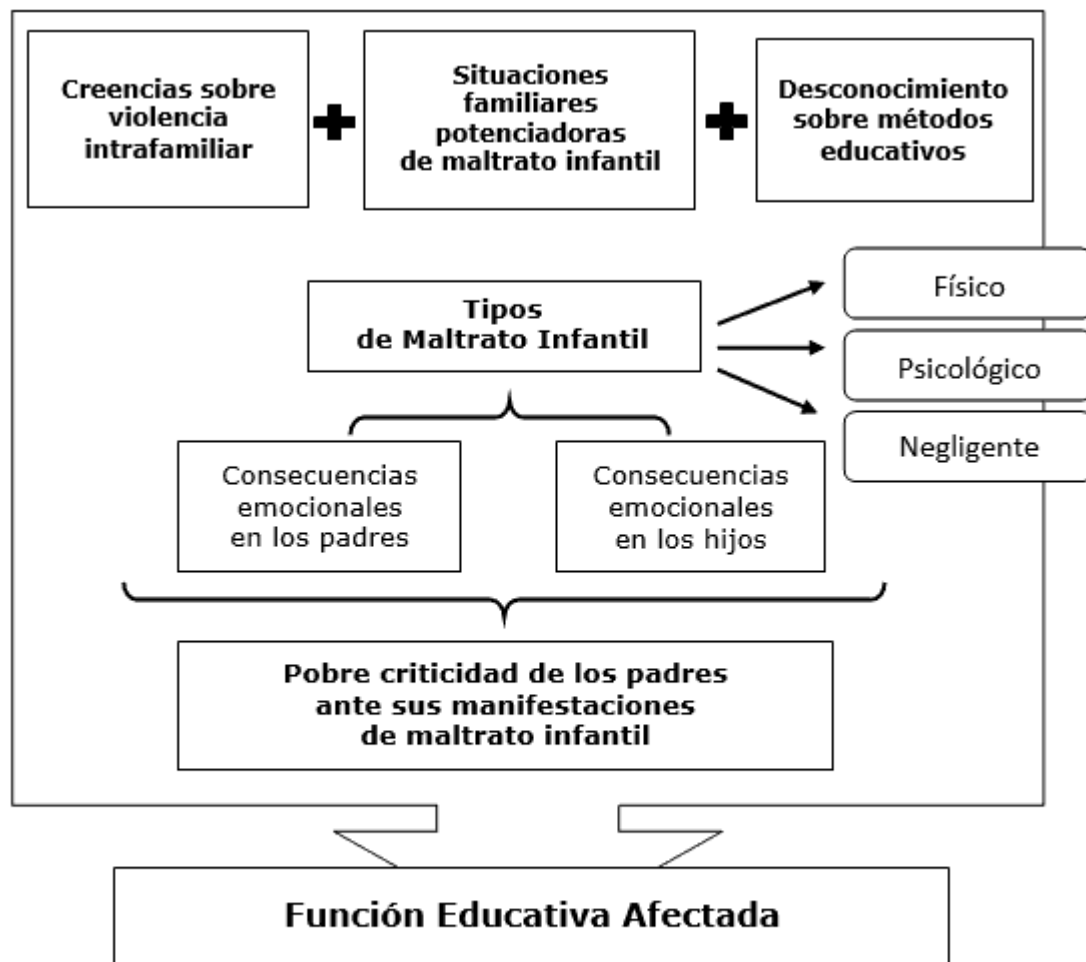 Creencias sobre
violencia
intrafamiliar
Situaciones
familiares
potenciadoras
de maltrato infantil
Desconocimiento
sobre métodos
educativos
Tipos
de Maltrato Infantil
Físico
Psicológico
Negligente
Consecuencias
emocionales
en los padres
Consecuencias
emocionales
en los hijos
Pobre criticidad de los padres
ante sus manifestaciones
de maltrato infantil
Función Educativa Afectada